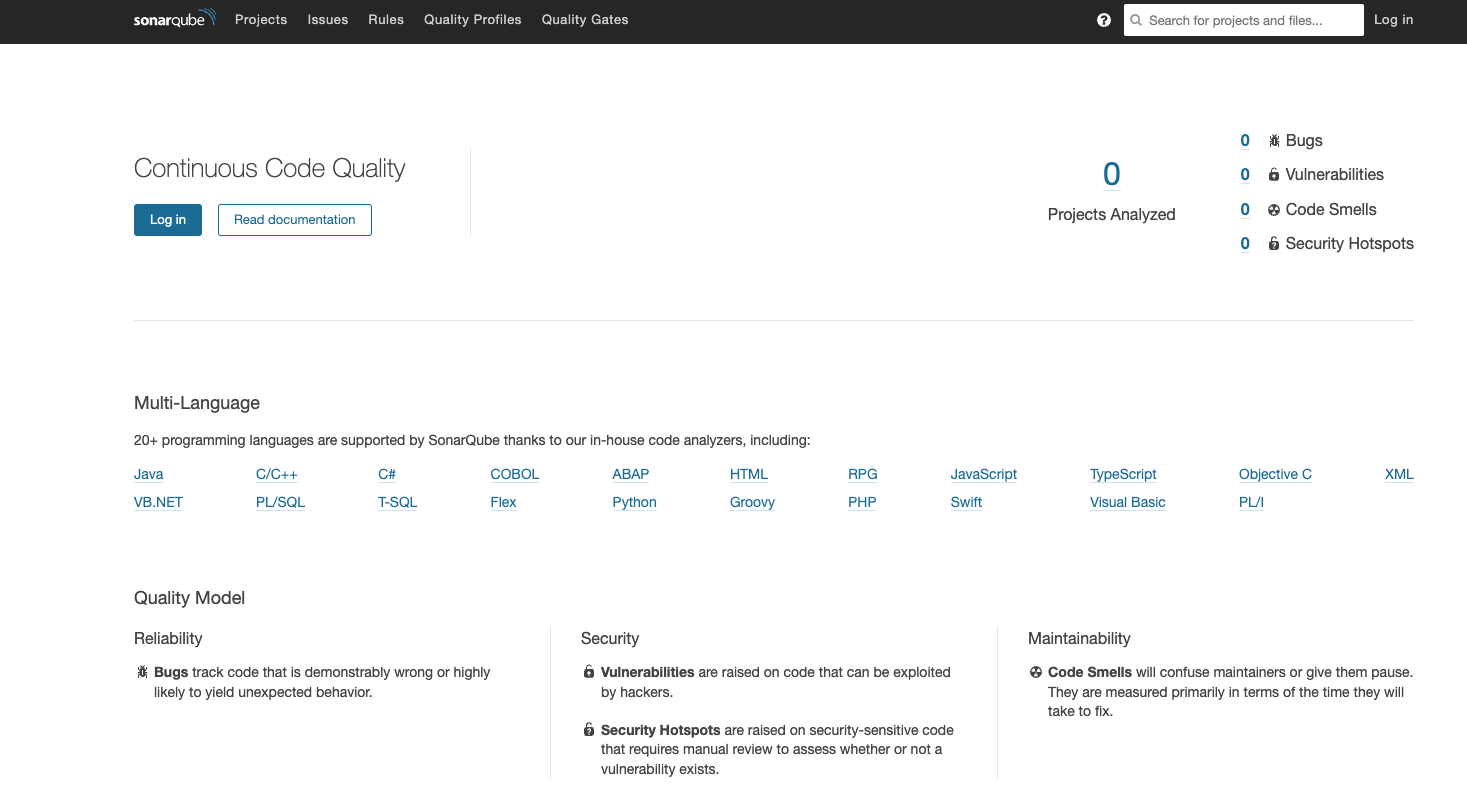 sonarqube Projects Issues Rules Quality Profiles Quality Gates ? Search for projects and files... Log in
Continuous Code Quality
Log in Read documentation
0
Projects Analyzed
0 Bugs
0 Vulnerabilities
0 Code Smells
0 Security Hotspots
Multi-Language
20+ programming languages are supported by SonarQube thanks to our in-house code analyzers, including:
Java C/C++ C# COBOL ABAP HTML RPG JavaScript TypeScript Objective C XML
VB.NET PL/SQL T-SQL Flex Python Groovy PHP Swift Visual Basic PL/I
Quality Model
Reliability
Bugs track code that is demonstrably wrong or highly
likely to yield unexpected behavior.
Security
Vulnerabilities are raised on code that can be exploited
by hackers.
Security Hotspots are raised on security-sensitive code
that requires manual review to assess whether or not a
vulnerability exists.
Maintainability
Code Smells will confuse maintainers or give them pause.
They are measured primarily in terms of the time they will
take to fix.